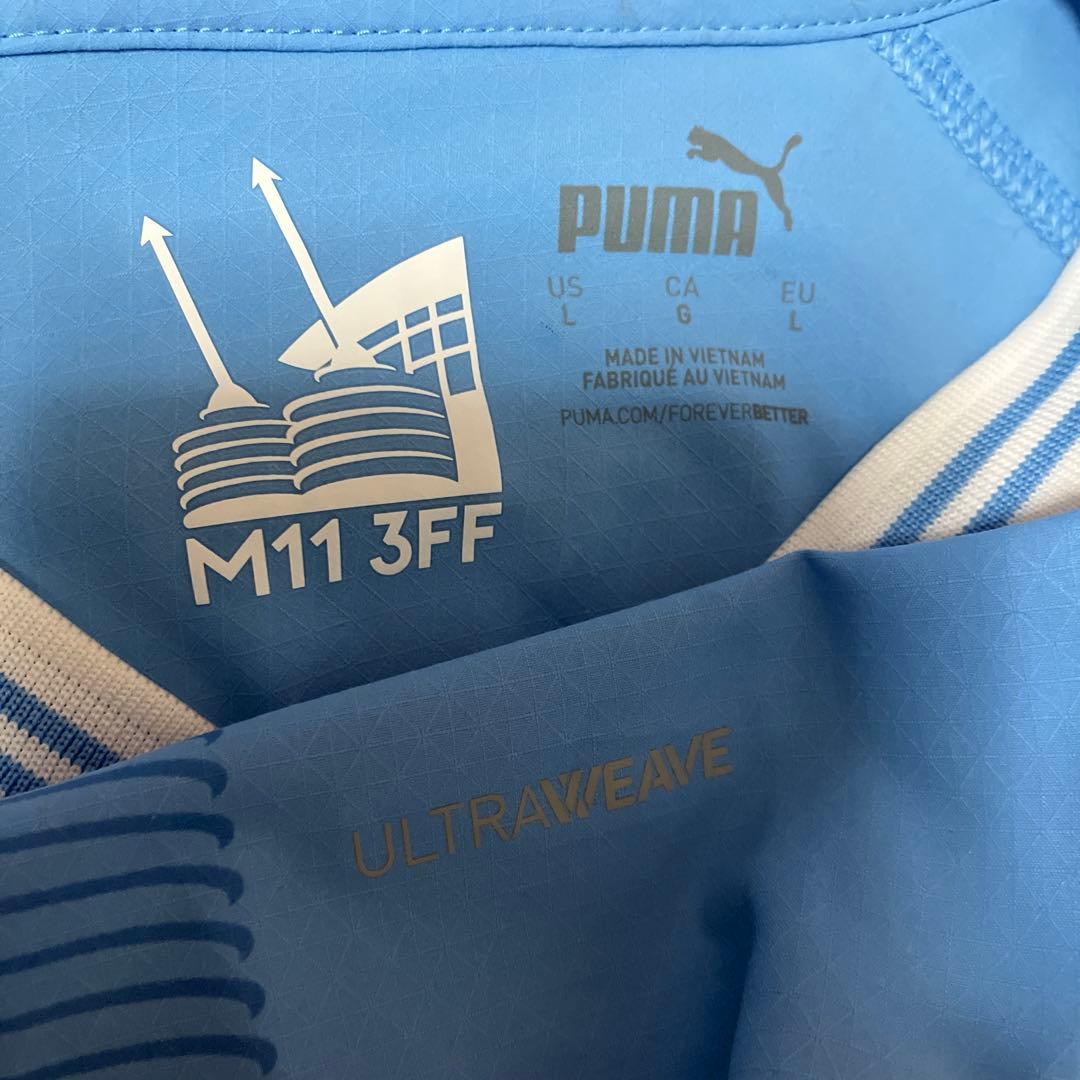 PUMA
US CA EU
L G L
MADE IN VIETNAM
FABRIQUÉ AU VIETNAM
PUMA.COM/FOREVERBETTER
M11 3FF
ULTRAWEAVE